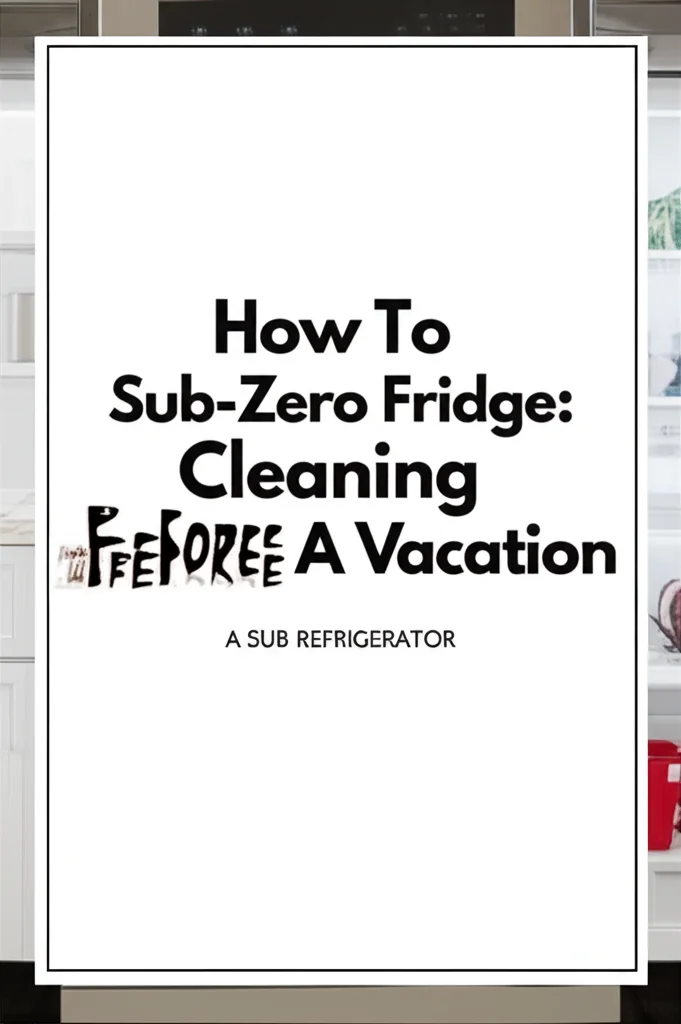 How To
Sub-Zero Fridge:
Cleaning
A Vacation
A SUB REFRIGERATOR